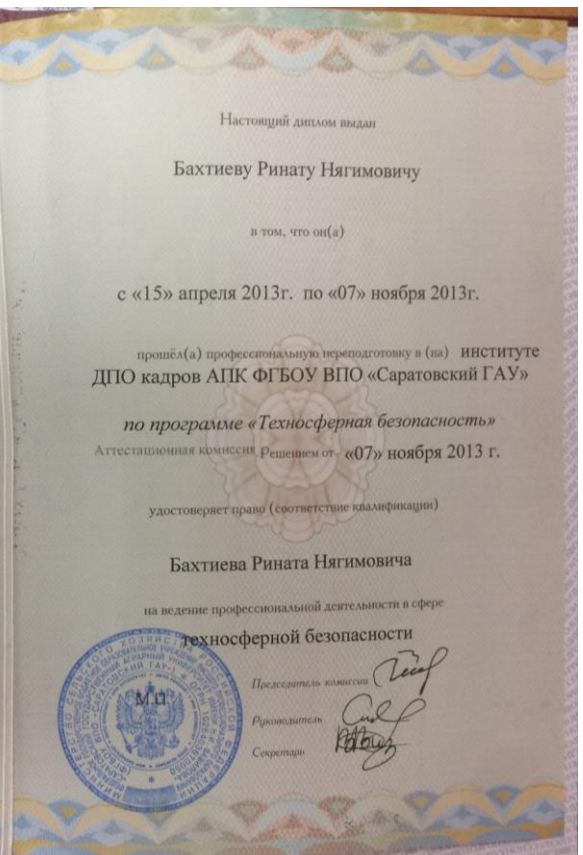 Настоящий диплом выдан
Бахтиеву Ринату Нягимовичу
в том, что он(а)
с «15» апреля 2013г. по «07» ноября 2013г.
прошёл(а) профессиональную переподготовку в (на) институте
ДПО кадров АПК ФГБОУ ВПО «Саратовский ГАУ»
по программе «Техносферная безопасность»
Аттестационная комиссия Решением от «07» ноября 2013 г.
удостоверяет право (соответствие квалификации)
Бахтиева Рината Нягимовича
на ведение профессиональной деятельности в сфере
техносферной безопасности
Председатель комиссии
М.П.
Руководитель
Секретарь